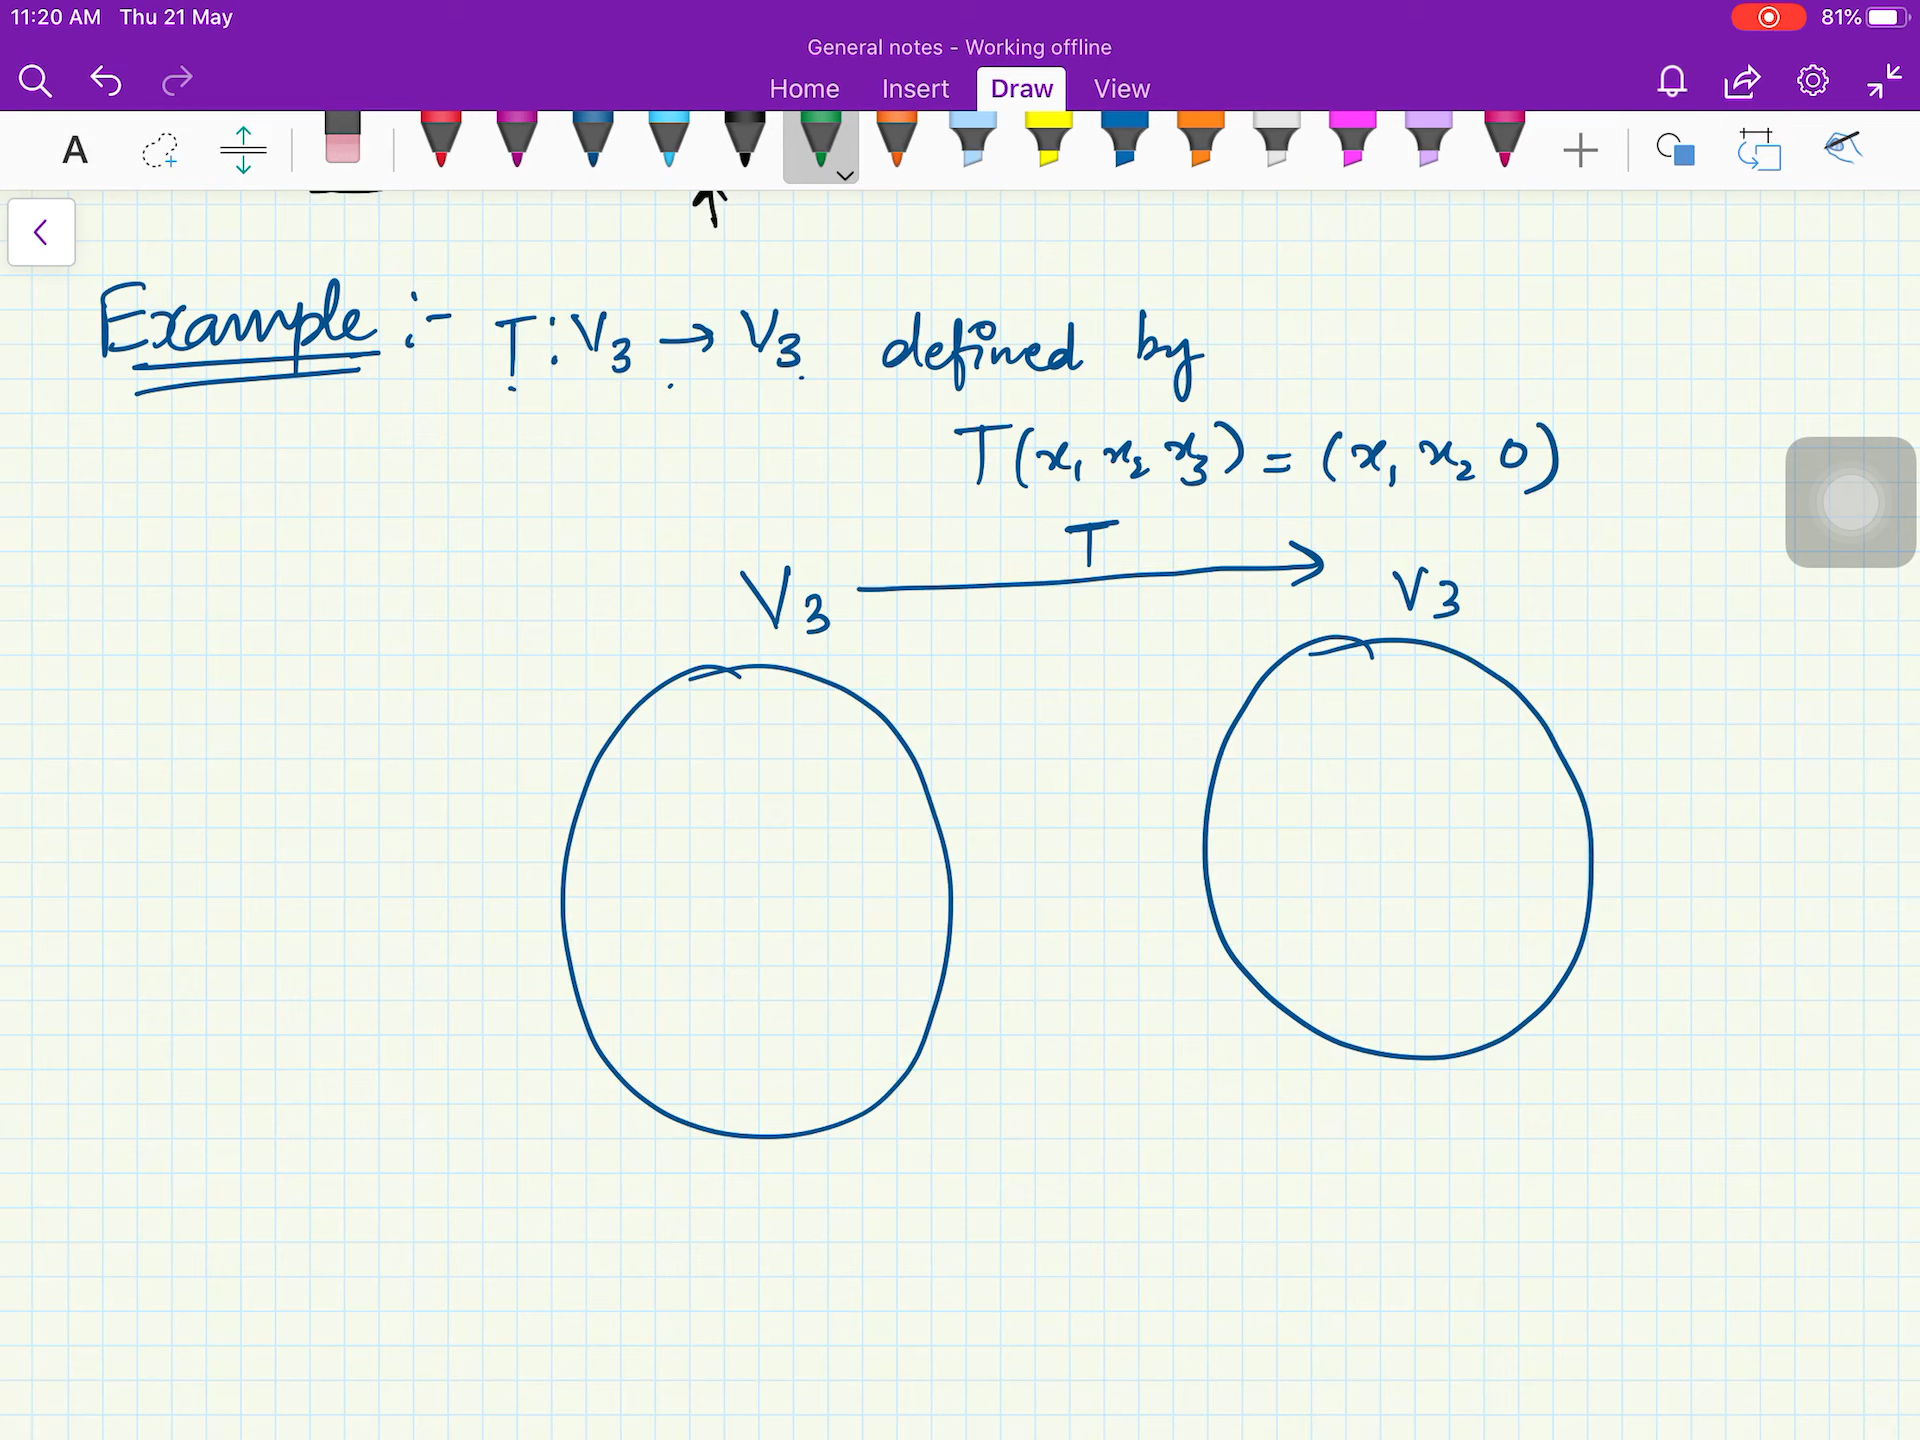 11:20 AM Thu 21 May
81%
General notes - Working offline
Home Insert Draw View
A
Example :- T : V₃ → V₃ defined by
T(x₁ x₂ x₃) = (x₁ x₂ 0)
T
V₃ V₃